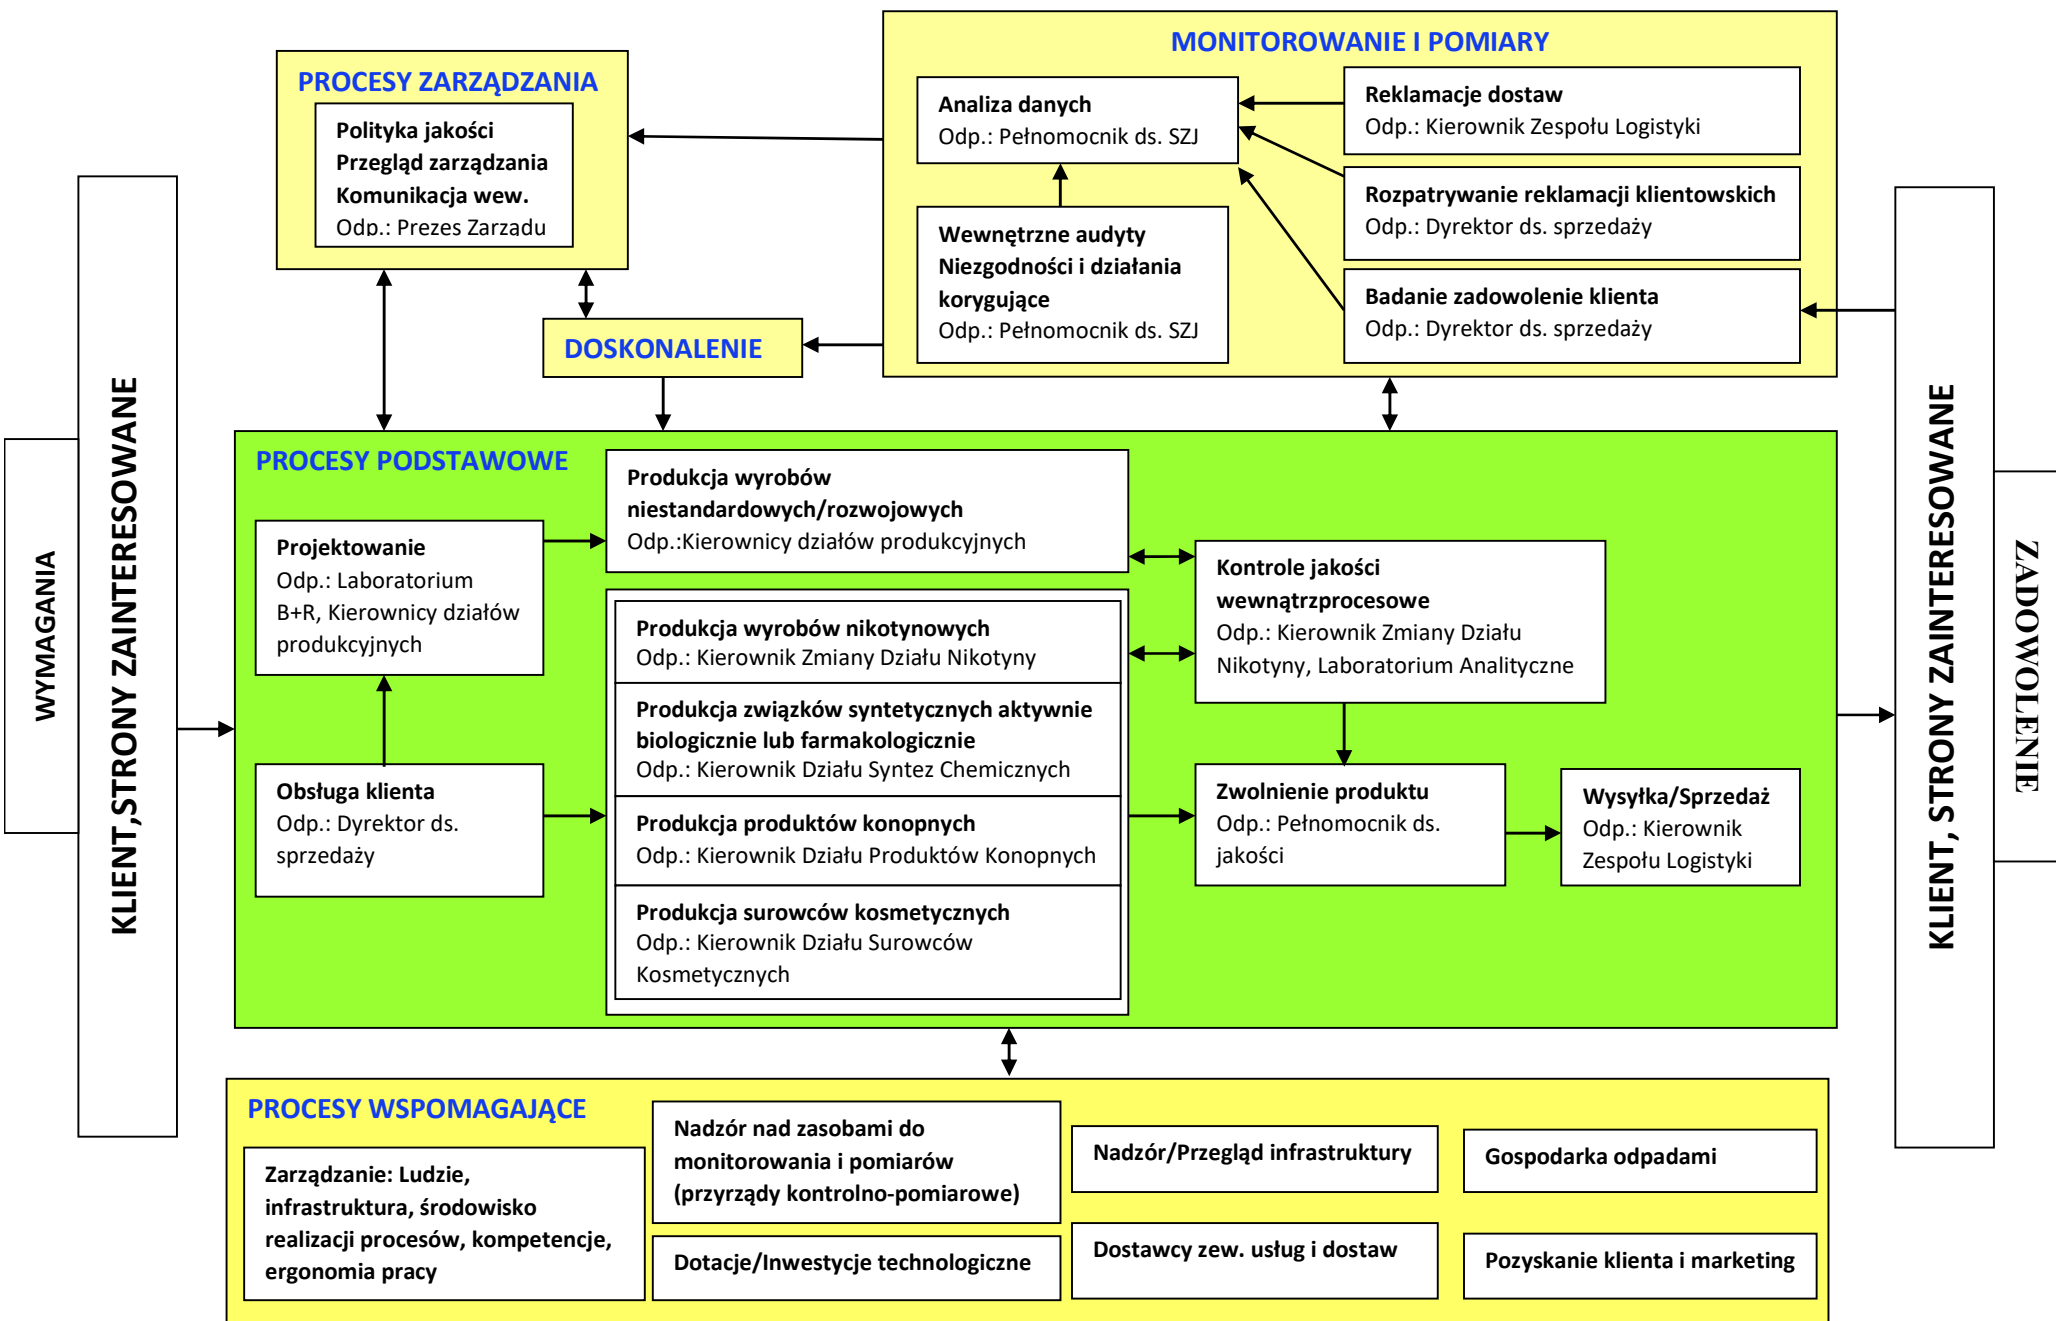 MONITOROWANIE I POMIARY
PROCESY ZARZĄDZANIA
Polityka jakości
Przegląd zarządzania
Komunikacja wew.
Odp.: Prezes Zarządu
Analiza danych
Odp.: Pełnomocnik ds. SZJ
Reklamacje dostaw
Odp.: Kierownik Zespołu Logistyki
Rozpatrywanie reklamacji klientowskich
Odp.: Dyrektor ds. sprzedaży
Wewnętrzne audyty
Niezgodności i działania
korygujące
Odp.: Pełnomocnik ds. SZJ
Badanie zadowolenie klienta
Odp.: Dyrektor ds. sprzedaży
DOSKONALENIE
WYMAGANIA
KLIENT,STRONY ZAINTERESOWANE
PROCESY PODSTAWOWE
Projektowanie
Odp.: Laboratorium
B+R, Kierownicy działów
produkcyjnych
Obsługa klienta
Odp.: Dyrektor ds.
sprzedaży
Produkcja wyrobów
niestandardowych/rozwojowych
Odp.:Kierownicy działów produkcyjnych
Produkcja wyrobów nikotynowych
Odp.: Kierownik Zmiany Działu Nikotyny
Produkcja związków syntetycznych aktywnie
biologicznie lub farmakologicznie
Odp.: Kierownik Działu Syntez Chemicznych
Produkcja produktów konopnych
Odp.: Kierownik Działu Produktów Konopnych
Produkcja surowców kosmetycznych
Odp.: Kierownik Działu Surowców
Kosmetycznych
Kontrole jakości
wewnątrzprocesowe
Odp.: Kierownik Zmiany Działu
Nikotyny, Laboratorium Analityczne
Zwolnienie produktu
Odp.: Pełnomocnik ds.
jakości
Wysyłka/Sprzedaż
Odp.: Kierownik
Zespołu Logistyki
KLIENT, STRONY ZAINTERESOWANE
ZADOWOLENIE
PROCESY WSPOMAGAJĄCE
Zarządzanie: Ludzie,
infrastruktura, środowisko
realizacji procesów, kompetencje,
ergonomia pracy
Nadzór nad zasobami do
monitorowania i pomiarów
(przyrządy kontrolno-pomiarowe)
Dotacje/Inwestycje technologiczne
Nadzór/Przegląd infrastruktury
Dostawcy zew. usług i dostaw
Gospodarka odpadami
Pozyskanie klienta i marketing